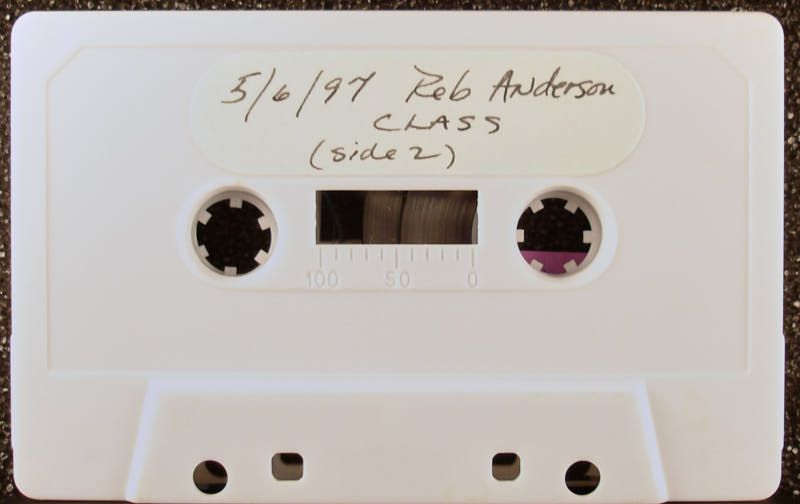 5/6/97 Reb Anderson
CLASS
(side 2)
100 50 0